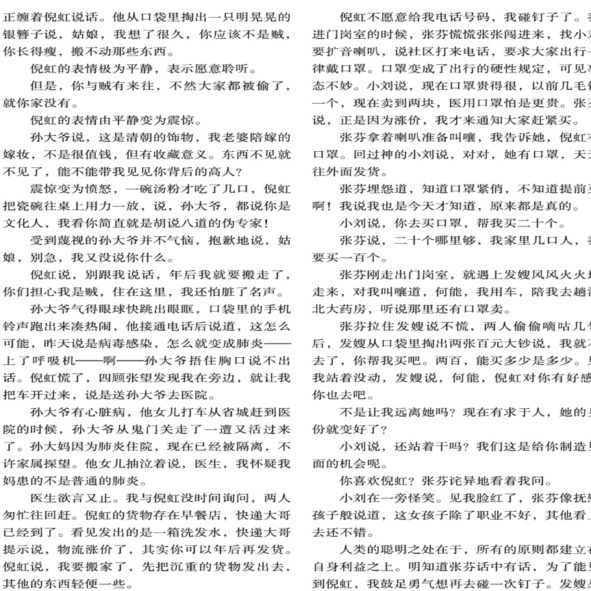 正缠着倪虹说话。他从口袋里掏出一只明晃晃的
银簪子说，姑娘，我想了很久，你应该不是贼，
你长得瘦，搬不动那些东西。
倪虹的表情极为平静，表示愿意聆听。
但是，你与贼有来往，不然大家都被偷了，
就你家没有。
倪虹的表情由平静变为震惊。
孙大爷说，这是清朝的饰物，我老婆陪嫁的
嫁妆，不是很值钱，但有收藏意义。东西不见就
不见了，能不能带我见见你背后的高人？
震惊变为愤怒，一碗汤粉才吃了几口，倪虹
把瓷碗往桌上用力一放，说，孙大爷，都说你是
文化人，我看你简直就是胡说八道的伪专家！
受到蔑视的孙大爷并不气恼，抱歉地说，姑
娘，别急，我又没说你什么。
倪虹说，别跟我说话，年后我就要搬走了，
你们担心我是贼，住在这里，我还怕脏了名声。
孙大爷气得眼球快跳出眼眶，口袋里的手机
铃声跑出来凑热闹，他接通电话后说道，这怎么
可能，昨天说是病毒感染，怎么就变成肺炎——
上了呼吸机——啊——孙大爷捂住胸口说不出
话。倪虹慌了，四顾张望发现我在旁边，就让我
把车开过来，说是送孙大爷去医院。
孙大爷有心脏病，他女儿打车从省城赶到医
院的时候，孙大爷从鬼门关走了一遭又活过来
了。孙大妈因为肺炎住院，现在已经被隔离，不
许家属探望。他女儿抽泣着说，医生，我怀疑我
妈患的不是普通的肺炎。
医生欲言又止。我与倪虹没时间询问，两人
匆忙往回赶。倪虹的货物存在早餐店，快递大哥
已经到了。看见发出的是一箱洗发水，快递大哥
提示说，物流涨价了，其实你可以年后再发货。
倪虹说，我要搬家了，先把沉重的货物发出去，
其他的东西轻便一些。
倪虹不愿意给我电话号码，我碰钉子了。
进门岗室的时候，张芬慌慌张张闯进来，找小
要扩音喇叭，说社区打来电话，要求大家出行一
律戴口罩。口罩变成了出行的硬性规定，可见
态不妙。小刘说，现在口罩贵得很，以前几毛
一个，现在卖到两块，医用口罩怕是更贵。张
说，正是因为涨价，我才来通知大家赶紧买。
张芬拿着喇叭准备叫嚷，我告诉她，倪虹
口罩。回过神的小刘说，对对，她有口罩，天
往外面发货。
张芬埋怨道，知道口罩紧俏，不知道提前
啊！我说我也是今天才知道，原来都是真的。
小刘说，你去买口罩，帮我买二十个。
张芬说，二十个哪里够，我家里几口人，
要买一百个。
张芬刚走出门岗室，就遇上发嫂风风火火
走来，对我叫嚷道，何能，我用车，陪我去趟
北大药房，听说那里还有口罩卖。
张芬拉住发嫂说不慌，两人偷偷嘀咕几
后，发嫂从口袋里掏出两张百元大钞说，我就
去了，你帮我买吧。两百，能买多少是多少。
我站着没动，发嫂说，何能，倪虹对你有好
你也去吧。
不是让我远离她吗？现在有求于人，她的
份就变好了？
小刘说，还站着干吗？我们这是给你制造
面的机会呢。
你喜欢倪虹？张芬诧异地看着我问。
小刘在一旁怪笑。见我脸红了，张芬像抚
孩子般说道，这女孩子除了职业不好，其他看
去还不错。
人类的聪明之处在于，所有的原则都建立
自身利益之上。明知道张芬话中有话，为了能
到倪虹，我鼓足勇气想再去碰一次钉子。发嫂